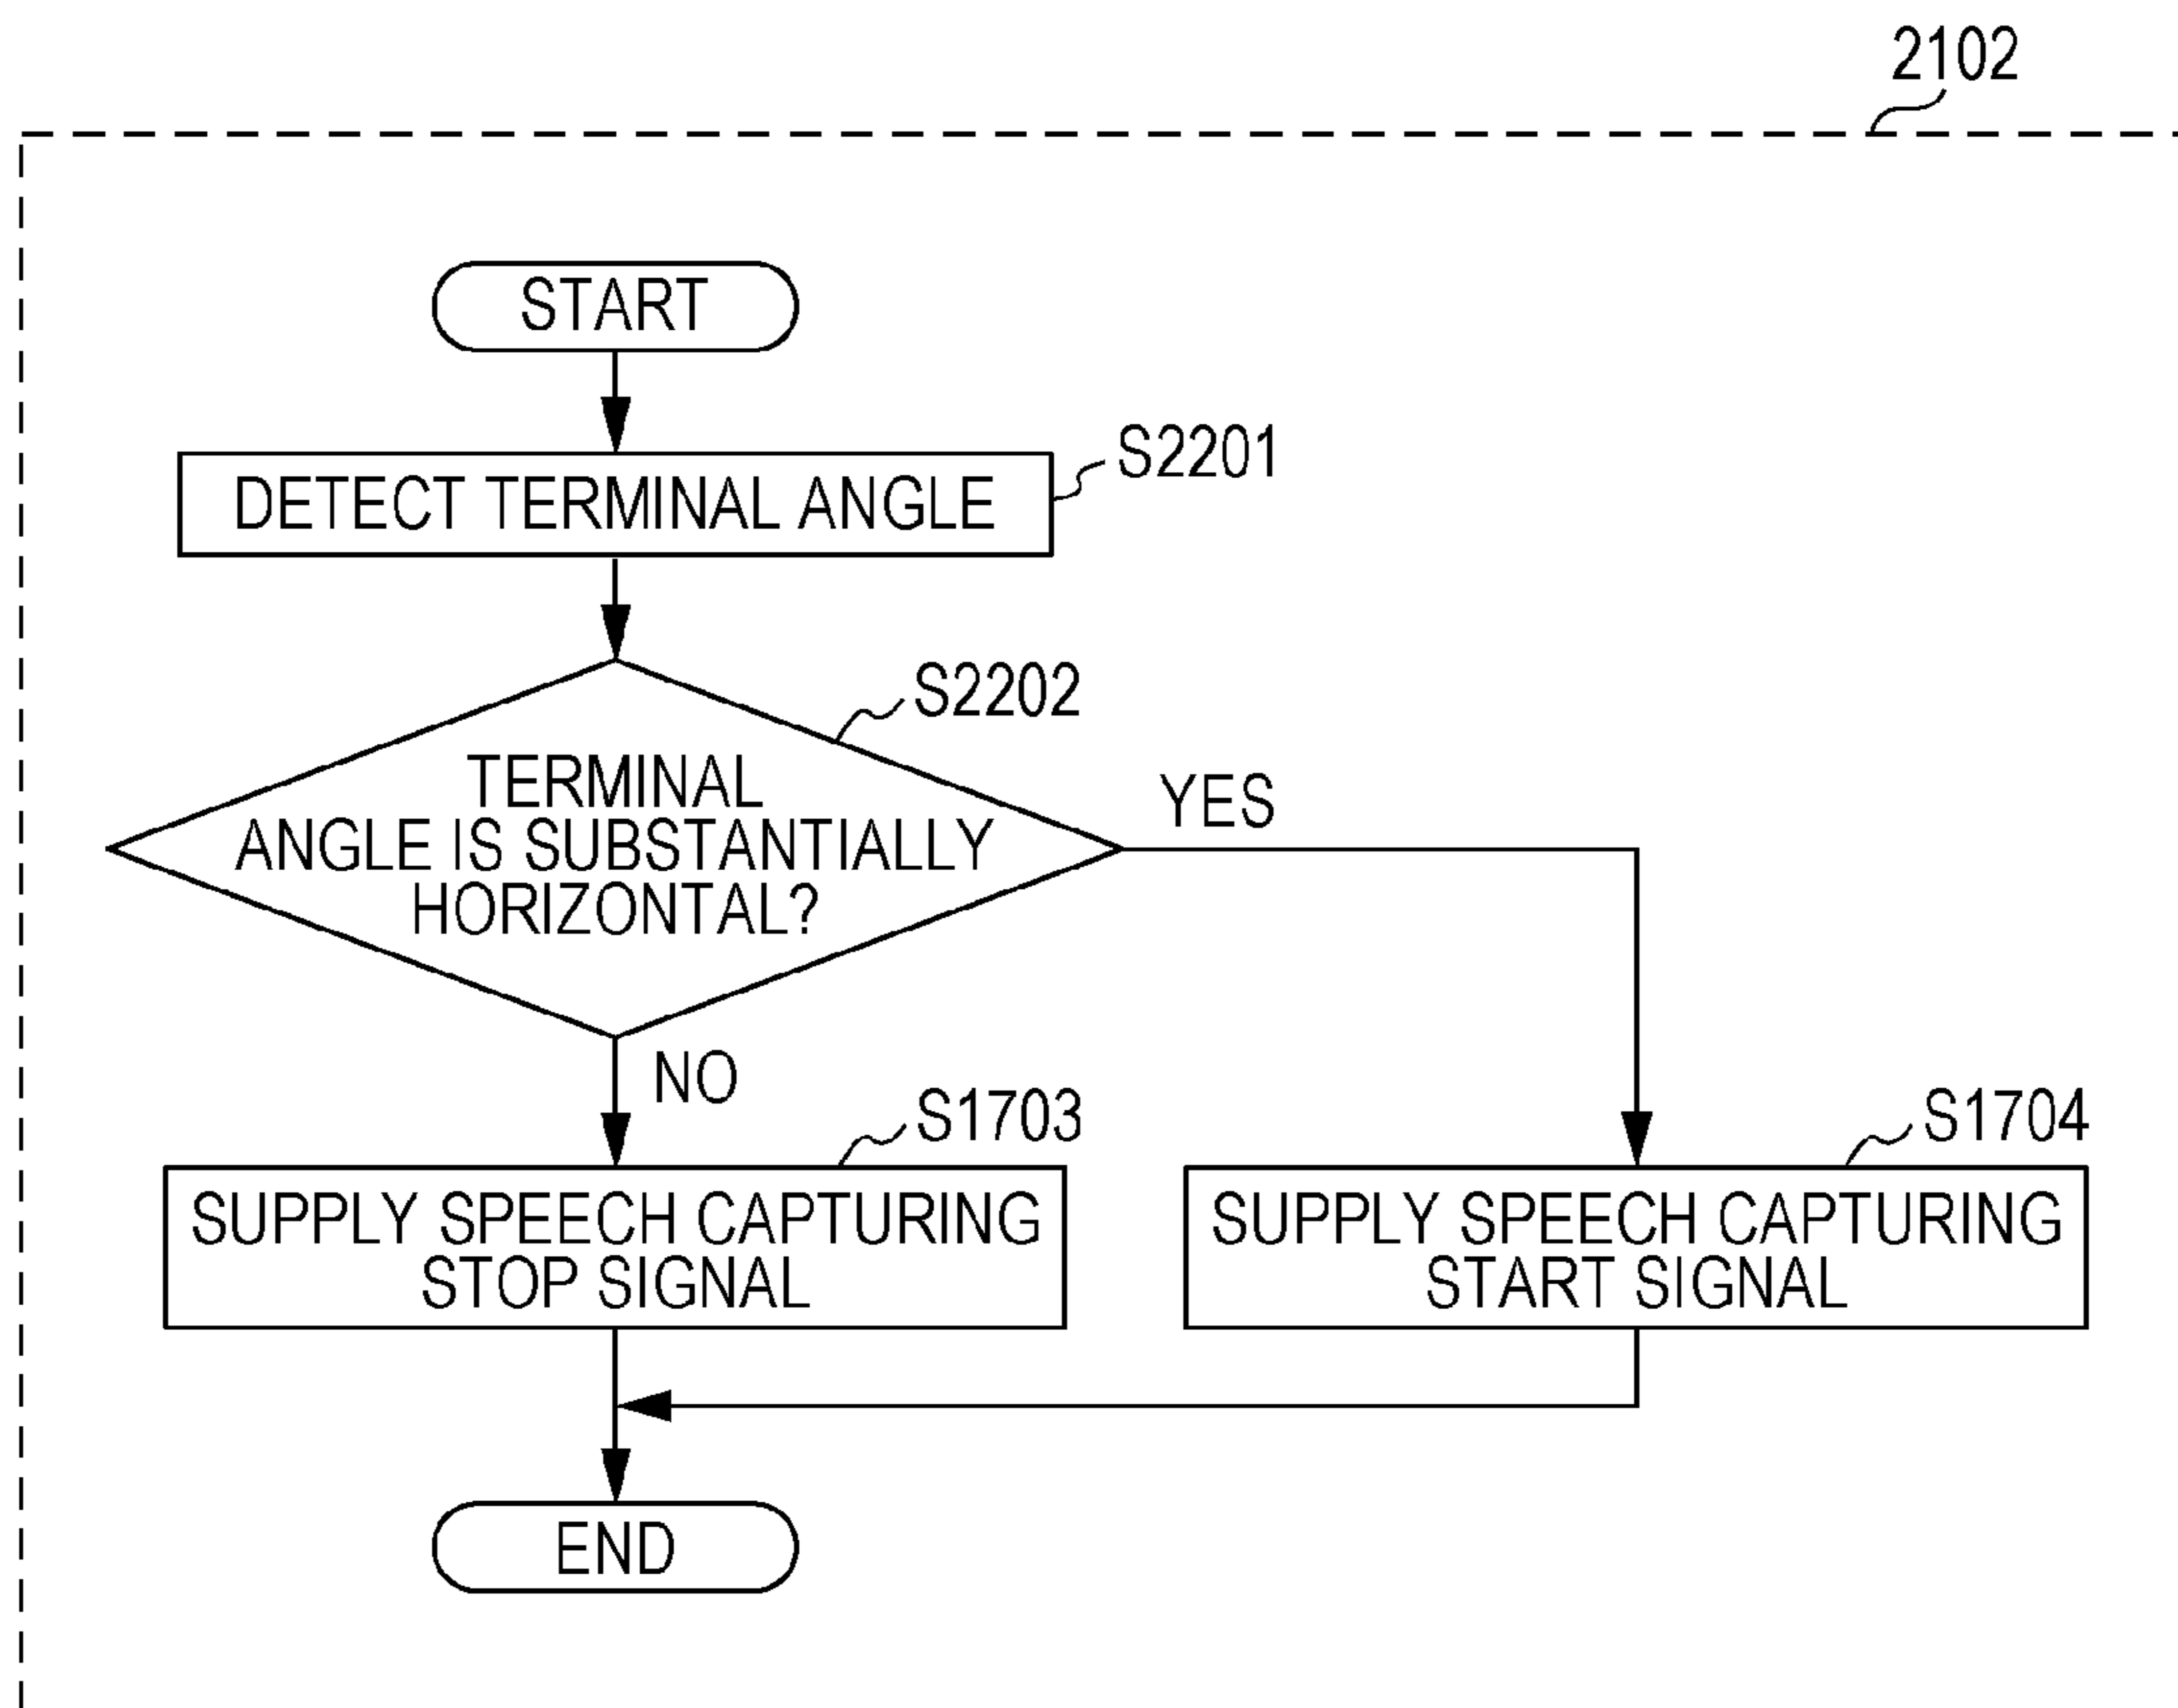 2102
START
DETECT TERMINAL ANGLE
S2201
S2202
TERMINAL
ANGLE IS SUBSTANTIALLY
HORIZONTAL?
YES
NO
S1703
SUPPLY SPEECH CAPTURING
STOP SIGNAL
S1704
SUPPLY SPEECH CAPTURING
START SIGNAL
END